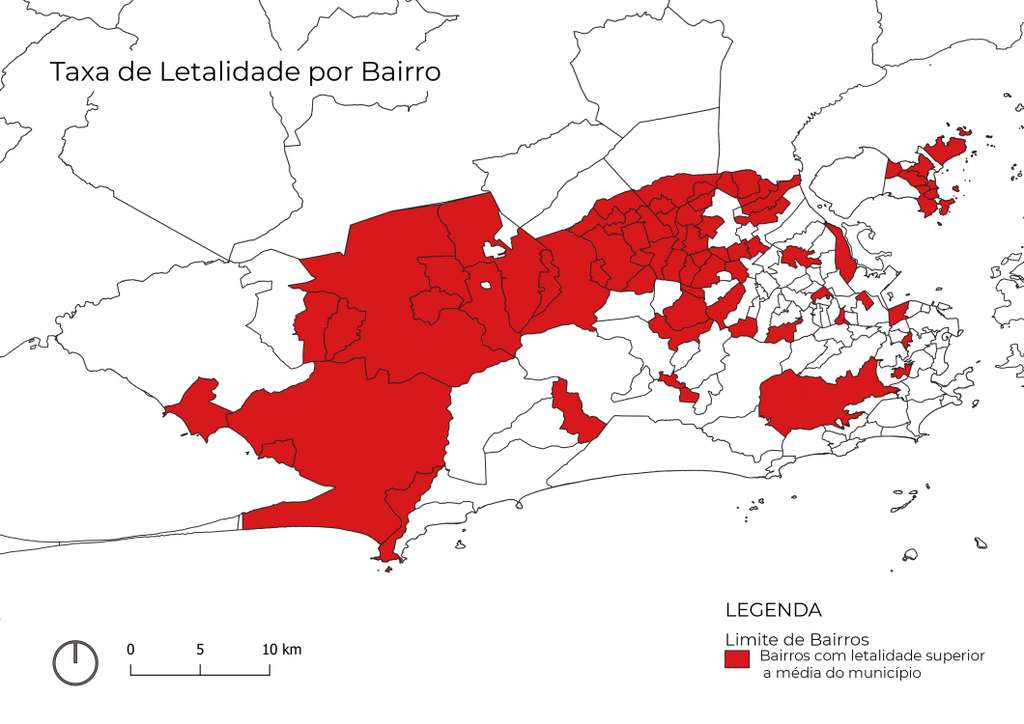 Taxa de Letalidade por Bairro
0 5 10 km
LEGENDA
Limite de Bairros
Bairros com letalidade superior
a média do município